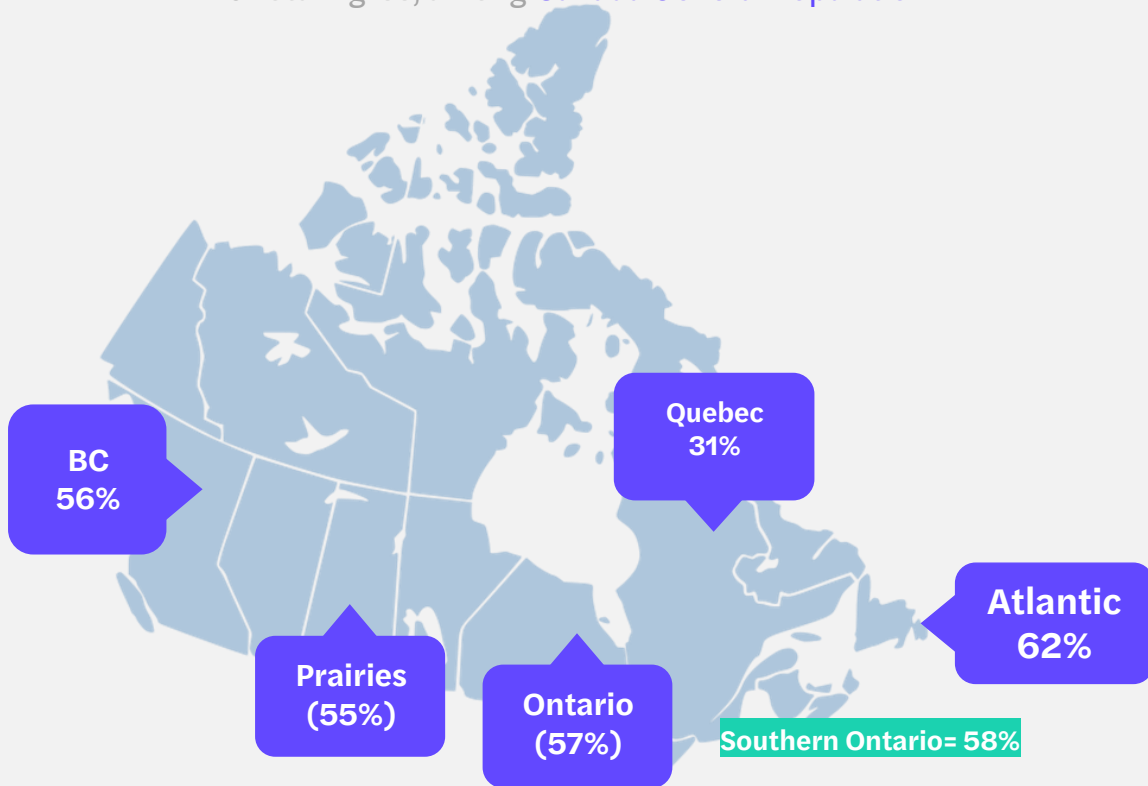 Quebec
31%
BC
56%
Atlantic
62%
Prairies
(55%)
Ontario
(57%)
Southern Ontario= 58%